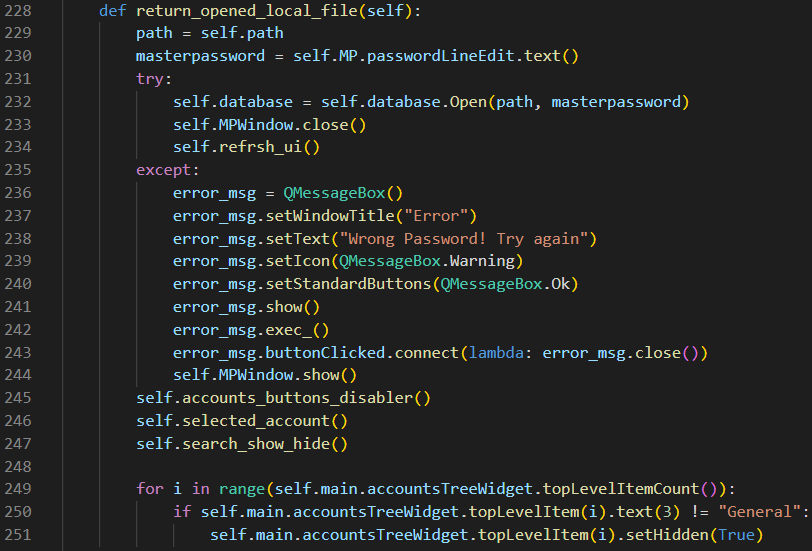 228 def return_opened_local_file(self):
229 path = self.path
230 masterpassword = self.MP.passwordLineEdit.text()
231 try:
232 self.database = self.database.Open(path, masterpassword)
233 self.MPWindow.close()
234 self.refrsh_ui()
235 except:
236 error_msg = QMessageBox()
237 error_msg.setWindowTitle("Error")
238 error_msg.setText("Wrong Password! Try again")
239 error_msg.setIcon(QMessageBox.Warning)
240 error_msg.setStandardButtons(QMessageBox.Ok)
241 error_msg.show()
242 error_msg.exec_()
243 error_msg.buttonClicked.connect(lambda: error_msg.close())
244 self.MPWindow.show()
245 self.accounts_buttons_disabler()
246 self.selected_account()
247 self.search_show_hide()
248
249 for i in range(self.main.accountsTreeWidget.topLevelItemCount()):
250 if self.main.accountsTreeWidget.topLevelItem(i).text(3) != "General":
251 self.main.accountsTreeWidget.topLevelItem(i).setHidden(True)